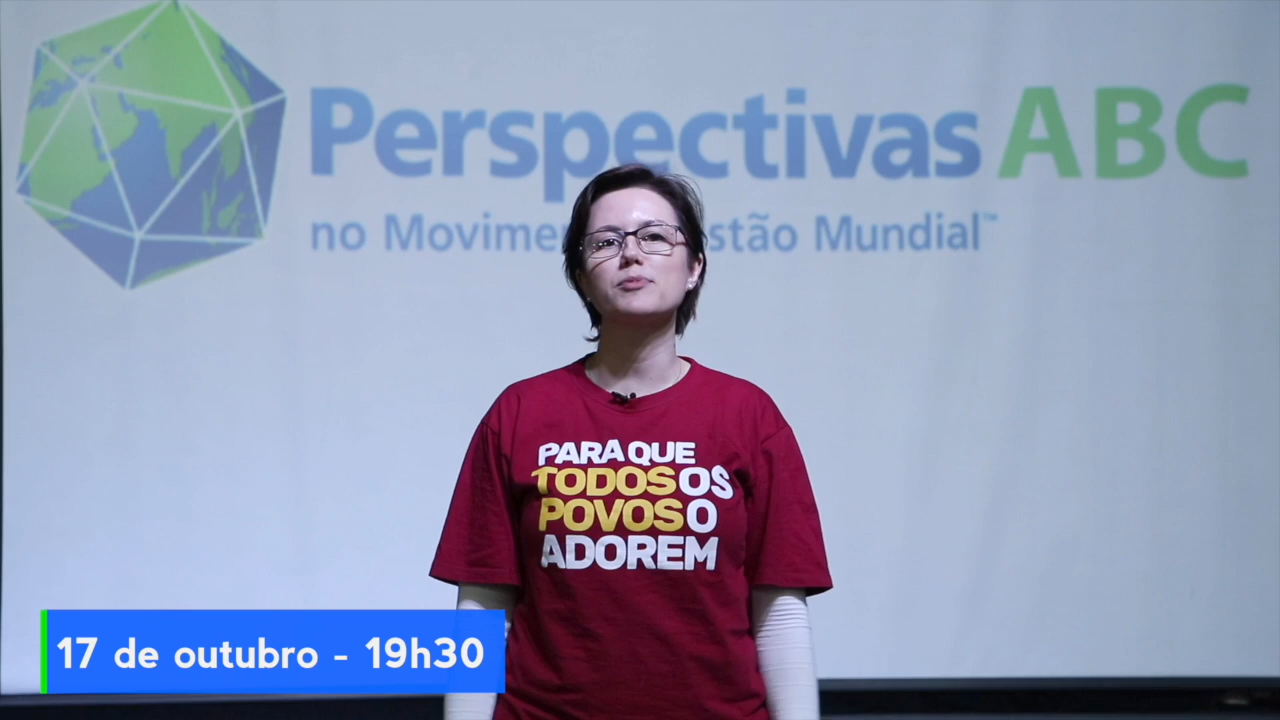 Perspectivas ABC
no Movime stão Mundial™
PARA QUE
TODOS OS
POVOS O
ADOREM
17 de outubro - 19h30